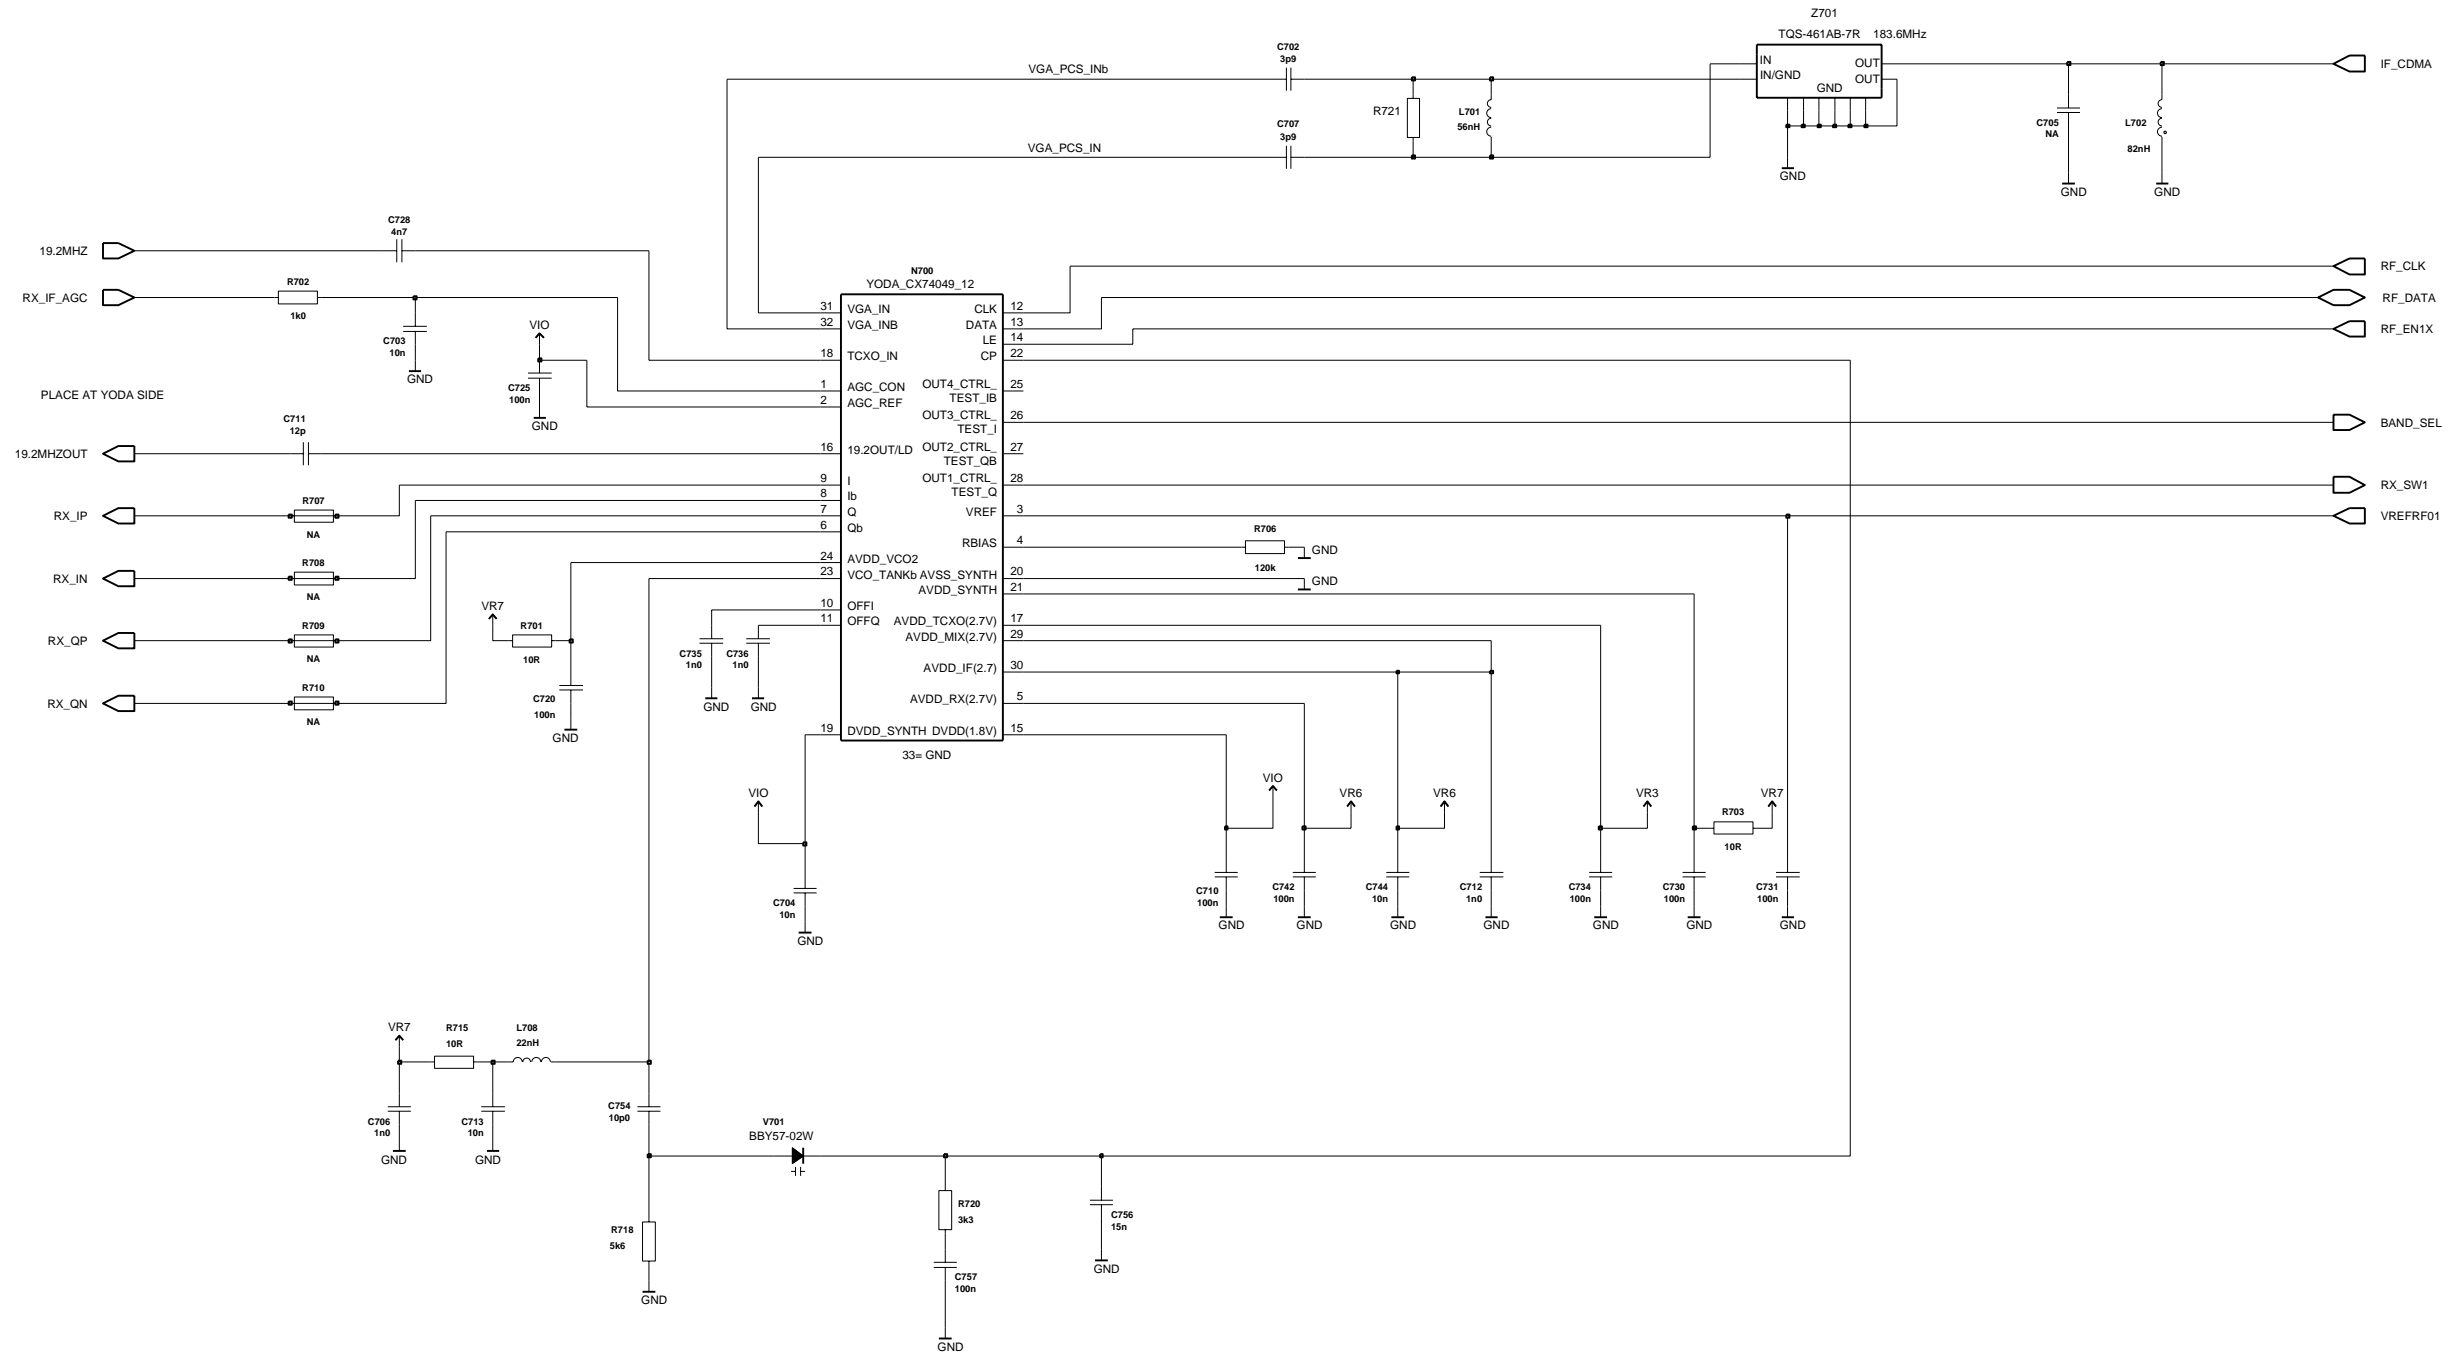 Z701
TQS-461AB-7R 183.6MHz
C702
3p9
VGA_PCS_INb
IN
IN/GND
OUT
OUT
GND
IF_CDMA
R721
L701
56nH
C707
3p9
VGA_PCS_IN
C705
NA
L702
82nH
GND
GND
GND
C728
4n7
19.2MHZ
RX_IF_AGC
R702
1k0
C703
10n
GND
VIO
C725
100n
GND
PLACE AT YODA SIDE
C711
12p
19.2MHZOUT
RX_IP
R707
NA
RX_IN
R708
NA
RX_QP
R709
NA
RX_QN
R710
NA
VR7
R701
10R
C720
100n
GND
C735
1n0
C736
1n0
GND
GND
N700
YODA_CX74049_12
31 VGA_IN
32 VGA_INB
18 TCXO_IN
1 AGC_CON
2 AGC_REF
16 19.2OUT/LD
9 I
8 Ib
7 Q
6 Qb
24 AVDD_VCO2
23 VCO_TANKb
10 OFFI
11 OFFQ
19 DVDD_SYNTH
CLK 12
DATA 13
LE 14
CP 22
OUT4_CTRL_ 25
TEST_IB
OUT3_CTRL_ 26
TEST_I
OUT2_CTRL_ 27
TEST_QB
OUT1_CTRL_ 28
TEST_Q
VREF 3
RBIAS 4
AVSS_SYNTH 20
AVDD_SYNTH 21
AVDD_TCXO(2.7V) 17
AVDD_MIX(2.7V) 29
AVDD_IF(2.7) 30
AVDD_RX(2.7V) 5
DVDD(1.8V) 15
33= GND
RF_CLK
RF_DATA
RF_EN1X
BAND_SEL
RX_SW1
VREFRF01
R706
120k
GND
GND
VIO
C704
10n
GND
VIO
VR6
VR6
VR3
VR7
R703
10R
C710
100n
C742
100n
C744
10n
C712
1n0
C734
100n
C730
100n
C731
100n
GND
GND
GND
GND
GND
GND
GND
VR7
R715
10R
L708
22nH
C706
1n0
C713
10n
GND
GND
C754
10p0
V701
BBY57-02W
R718
5k6
GND
R720
3k3
C757
100n
GND
C756
15n
GND